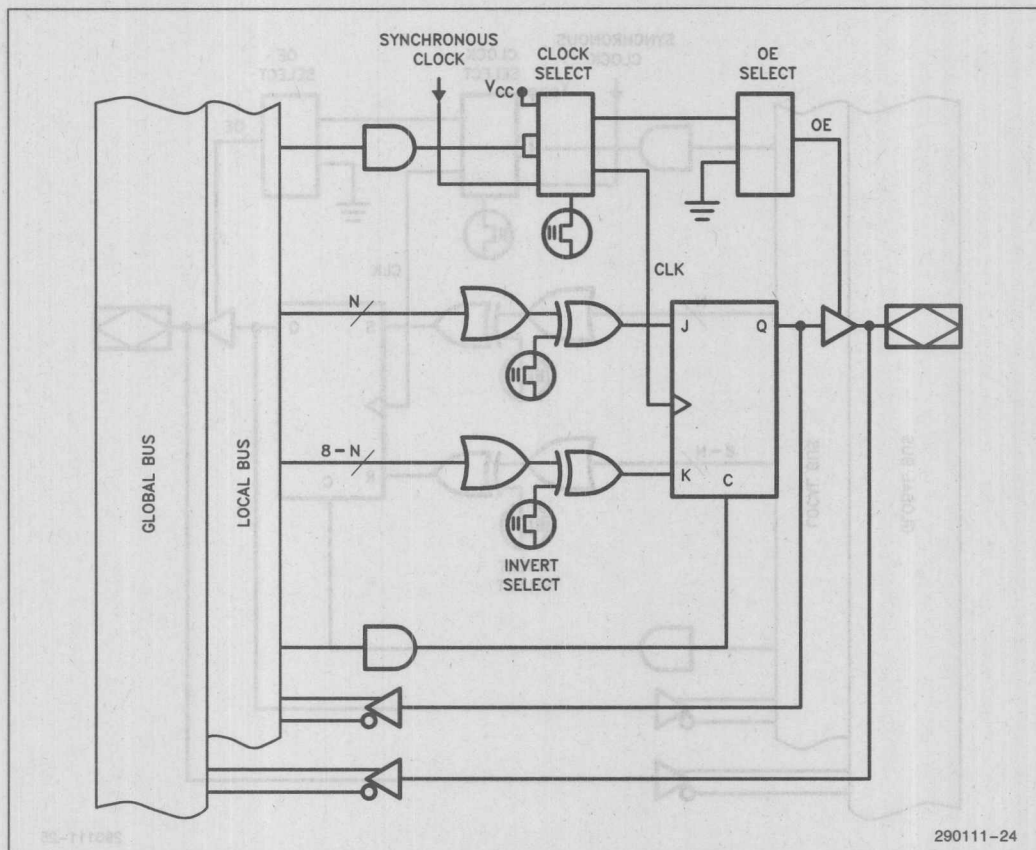 SYNCHRONOUS
CLOCK
CLOCK
SELECT
OE
SELECT
VCC
OE
CLK
N
J
Q
8-N
K
C
INVERT
SELECT
GLOBAL BUS
LOCAL BUS
290111-24